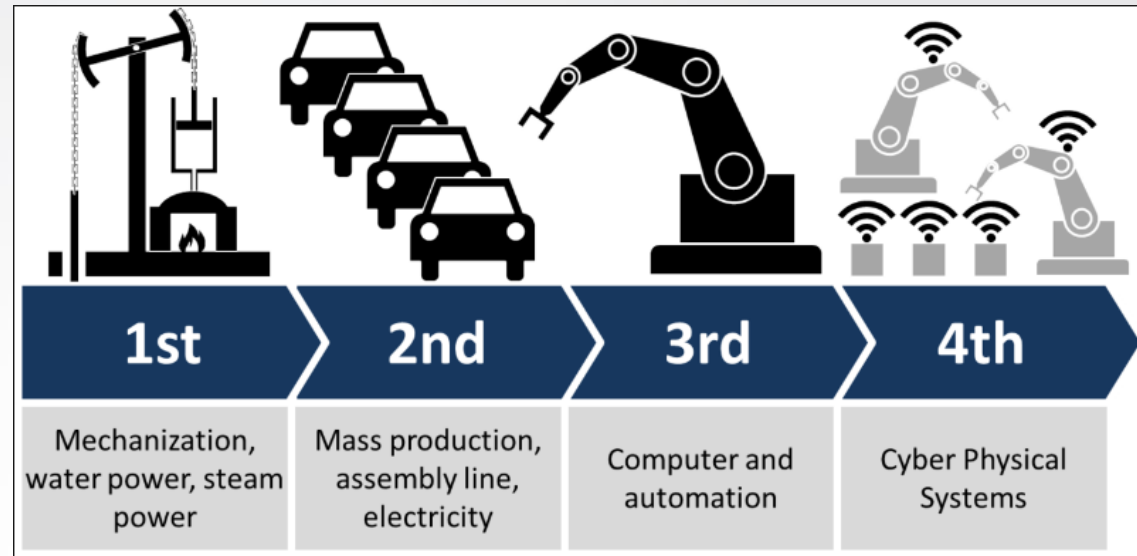 1st
2nd
3rd
4th
Mechanization,
water power, steam
power
Mass production,
assembly line,
electricity
Computer and
automation
Cyber Physical
Systems